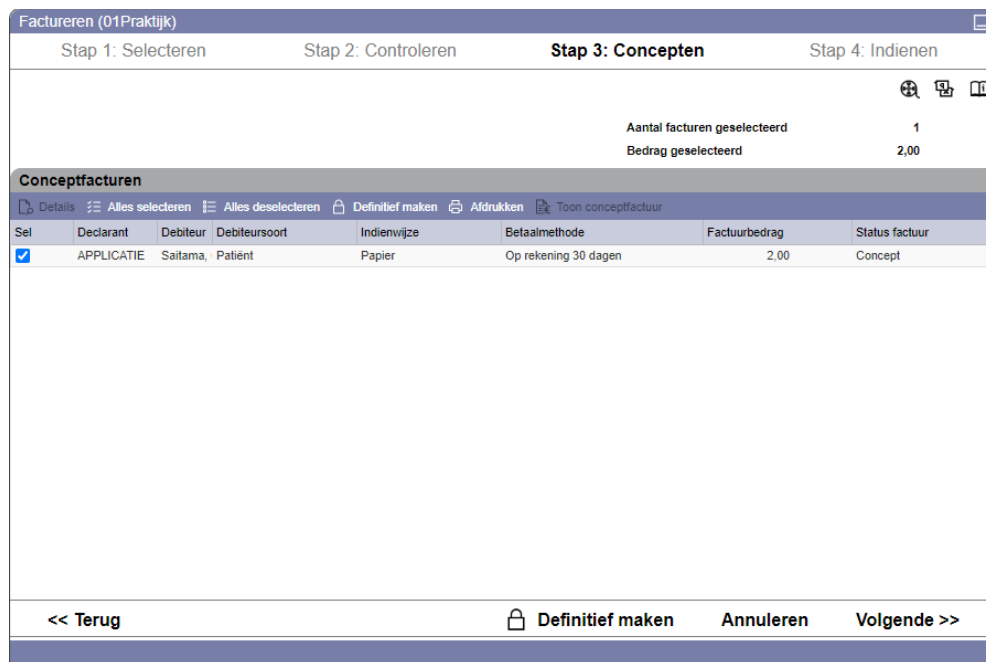 Factureren (01Praktijk)
Stap 1: Selecteren Stap 2: Controleren Stap 3: Concepten Stap 4: Indienen
Aantal facturen geselecteerd 1
Bedrag geselecteerd 2,00
Conceptfacturen
Details Alles selecteren Alles deselecteren Definitief maken Afdrukken Toon conceptfactuur
Sel Declarant Debiteur Debiteursoort Indienwijze Betaalmethode Factuurbedrag Status factuur
APPLICATIE Saitama, Patiënt Papier Op rekening 30 dagen 2,00 Concept
<< Terug Definitief maken Annuleren Volgende >>